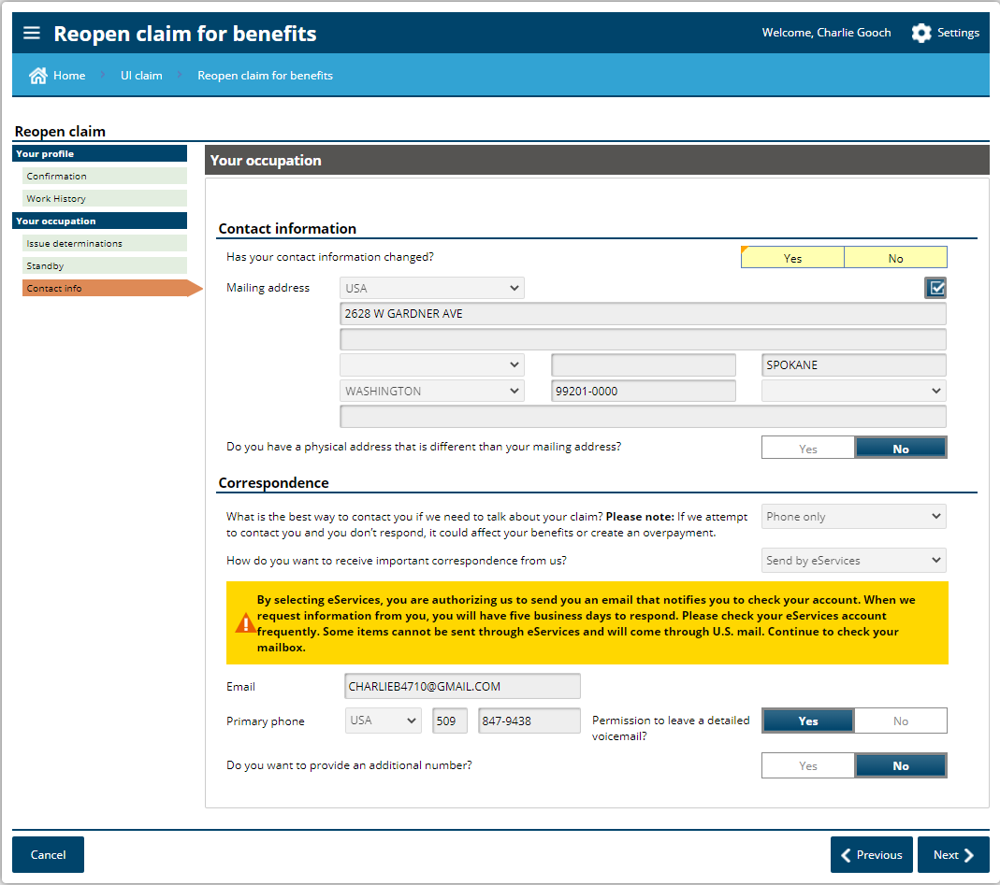 Reopen claim for benefits
Welcome, Charlie Gooch
Settings
Home
UI claim
Reopen claim for benefits
Reopen claim
Your profile
Confirmation
Work History
Your occupation
Issue determinations
Standby
Contact info
Your occupation
Contact information
Has your contact information changed?
Yes
No
Mailing address
USA
2628 W GARDNER AVE
SPOKANE
WASHINGTON
99201-0000
Do you have a physical address that is different than your mailing address?
Yes
No
Correspondence
What is the best way to contact you if we need to talk about your claim? Please note: If we attempt
to contact you and you don't respond, it could affect your benefits or create an overpayment.
Phone only
How do you want to receive important correspondence from us?
Send by eServices
By selecting eServices, you are authorizing us to send you an email that notifies you to check your account. When we
request information from you, you will have five business days to respond. Please check your eServices account
frequently. Some items cannot be sent through eServices and will come through U.S. mail. Continue to check your
mailbox.
Email
CHARLIEB4710@GMAIL.COM
Primary phone
USA
509
847-9438
Permission to leave a detailed
voicemail?
Yes
No
Do you want to provide an additional number?
Yes
No
Cancel
Previous
Next